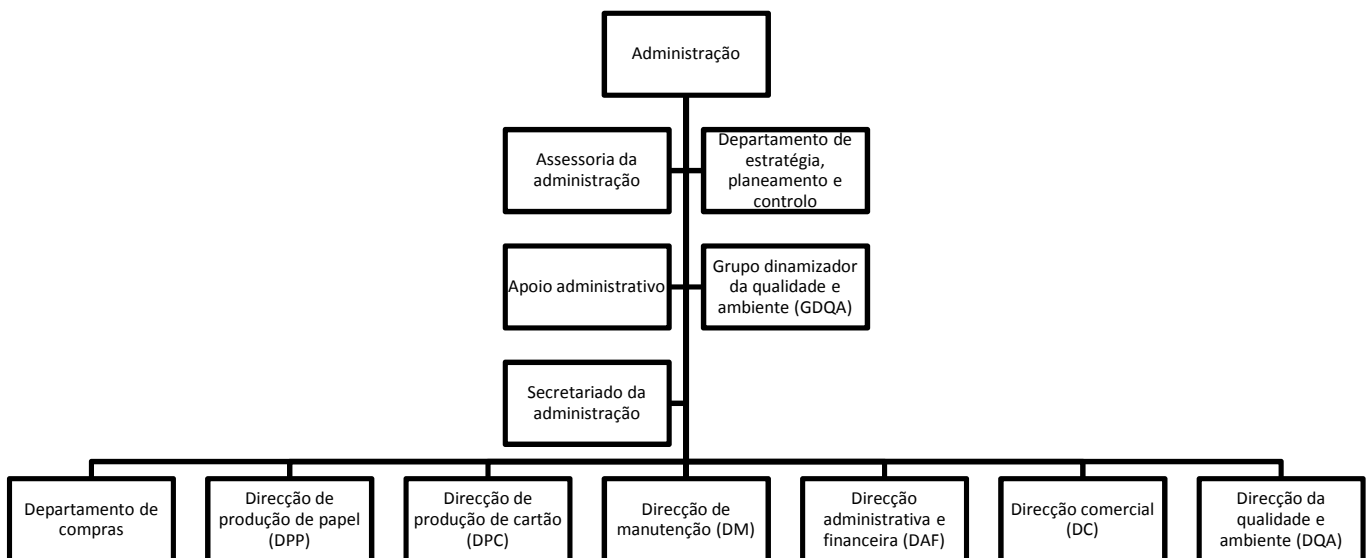 Administração
Assessoria da
administração
Departamento de
estratégia,
planeamento e
controlo
Apoio administrativo
Grupo dinamizador
da qualidade e
ambiente (GDQA)
Secretariado da
administração
Departamento de
compras
Direcção de
produção de papel
(DPP)
Direcção de
produção de cartão
(DPC)
Direcção de
manutenção (DM)
Direcção
administrativa e
financeira (DAF)
Direcção comercial
(DC)
Direcção da
qualidade e
ambiente (DQA)